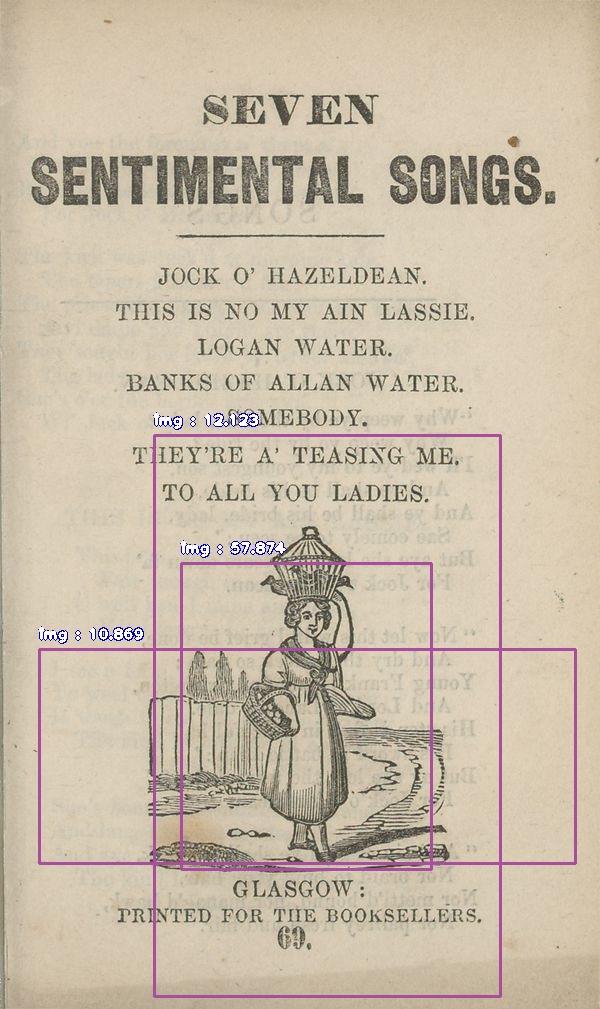 SEVEN
SENTIMENTAL SONGS.
JOCK O' HAZELDEAN.
THIS IS NO MY AIN LASSIE.
LOGAN WATER.
BANKS OF ALLAN WATER.
img : 12.123
SOMEBODY.
THEY'RE A' TEASING ME.
TO ALL YOU LADIES.
img : 57.874
img : 10.869
GLASGOW:
PRINTED FOR THE BOOKSELLERS.
69.